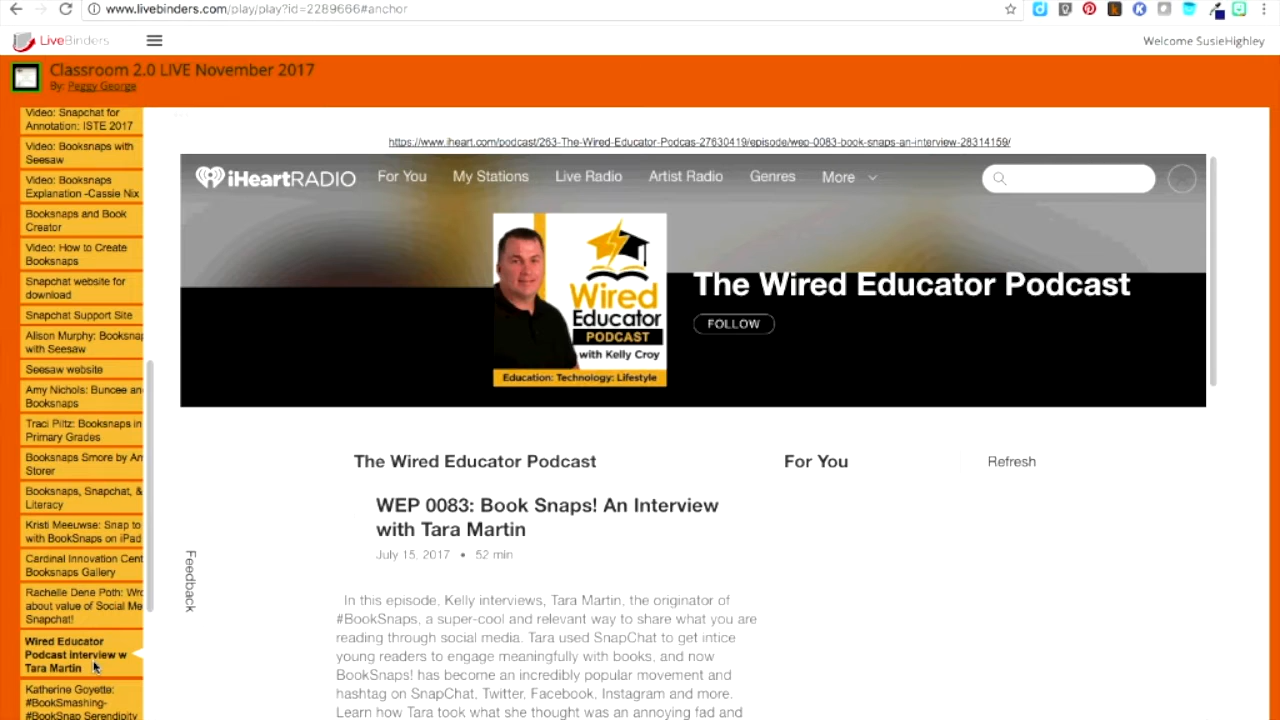 www.livebinders.com/play/play?id=2289666#anchor
LiveBinders
Welcome SusieHighley
Classroom 2.0 LIVE November 2017
By: Peggy George
Video: Snapchat for
Annotation: ISTE 2017
Video: Booksnaps with
Seesaw
Video: Booksnaps
Explanation -Cassie Nix
Booksnaps and Book
Creator
Video: How to Create
Booksnaps
Snapchat website for
download
Snapchat Support Site
Alison Murphy: Booksnap
with Seesaw
Seesaw website
Amy Nichols: Buncee an
Booksnaps
Traci Piltz: Booksnaps in
Primary Grades
Booksnaps Smore by Am
Storer
Booksnaps, Snapchat, &
Literacy
Kristi Meeuwse: Snap to
with BookSnaps on iPad
Cardinal Innovation Cent
Booksnaps Gallery
Rachelle Dene Poth: Wro
about value of Social Me
Snapchat!
Wired Educator
Podcast interview w
Tara Martin
Katherine Goyette:
#BookSmashing-
#BookSnap Serendipity
https://www.iheart.com/podcast/263-The-Wired-Educator-Podcas-27630419/episode/wep-0083-book-snaps-an-interview-28314159/
iHeartRADIO
For You
My Stations
Live Radio
Artist Radio
Genres
More
Wired
Educator
PODCAST
with Kelly Croy
Education: Technology: Lifestyle
The Wired Educator Podcast
FOLLOW
The Wired Educator Podcast
For You
Refresh
WEP 0083: Book Snaps! An Interview
with Tara Martin
July 15, 2017 • 52 min
Feedback
In this episode, Kelly interviews, Tara Martin, the originator of
#BookSnaps, a super-cool and relevant way to share what you are
reading through social media. Tara used SnapChat to get intice
young readers to engage meaningfully with books, and now
BookSnaps! has become an incredibly popular movement and
hashtag on SnapChat, Twitter, Facebook, Instagram and more.
Learn how Tara took what she thought was an annoying fad and